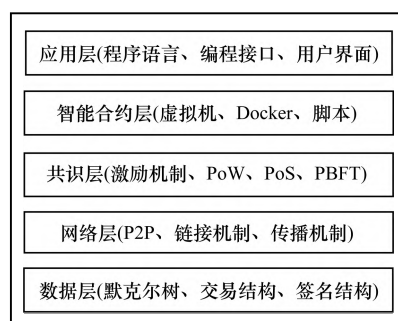 应用层(程序语言、编程接口、用户界面)
智能合约层(虚拟机、Docker、脚本)
共识层(激励机制、PoW、PoS、PBFT)
网络层(P2P、链接机制、传播机制)
数据层(默克尔树、交易结构、签名结构)